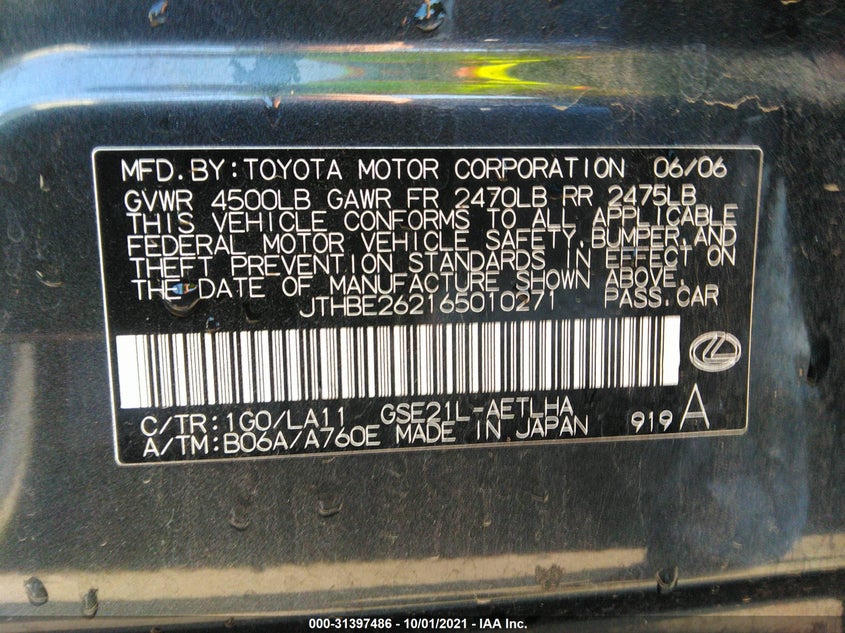 MFD.BY:TOYOTA MOTOR CORPORATION 06/06
GVWR 4500LB GAWR FR 2470LB RR 2475LB
THIS VEHICLE CONFORMS TO ALL APPLICABLE
FEDERAL MOTOR VEHICLE SAFETY,BUMPER,AND
THEFT PREVENTION STANDARDS IN EFFECT ON
THE DATE OF MANUFACTURE SHOWN ABOVE.
JTHBE262165010271 PASS.CAR
C/TR:1G0/LA11 GSE21L-AETLHA
A/TM:B06A/A760E MADE IN JAPAN 919 A
000-31397486 - 10/01/2021 - IAA Inc.